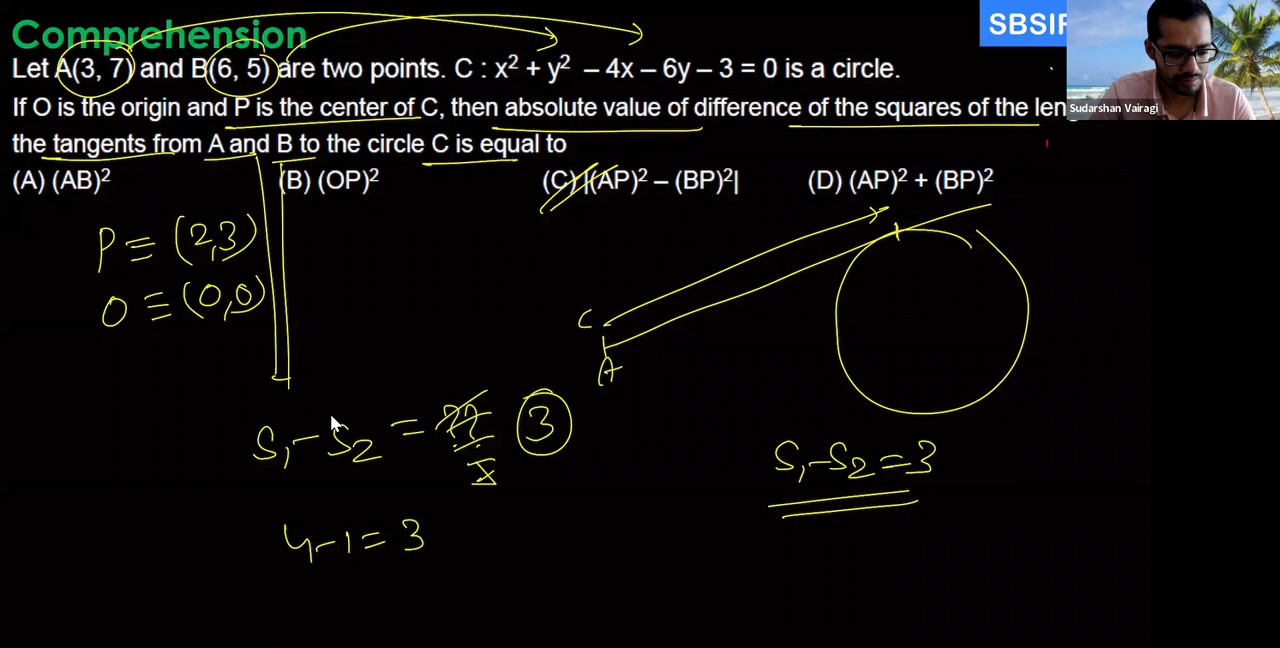 Comprehension
SBSIF
Let A(3, 7) and B(6, 5) are two points. C : x² + y² – 4x – 6y – 3 = 0 is a circle.
If O is the origin and P is the center of C, then absolute value of difference of the squares of the
Sudarshan Vairagi
the tangents from A and B to the circle C is equal to
(A) (AB)²
(B) (OP)²
(C) |(AP)² – (BP)²|
(D) (AP)² + (BP)²
P ≡ (2,3)
O ≡ (0,0)
C
A
S₁ – S₂ = 3
S₁ – S₂ = 3
4 – 1 = 3